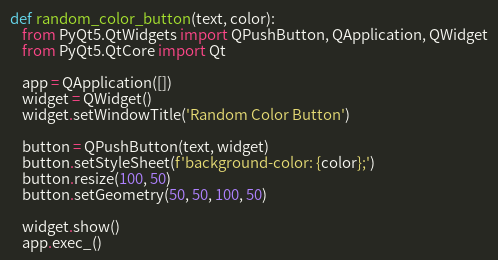 def random_color_button(text, color):
    from PyQt5.QtWidgets import QPushButton, QApplication, QWidget
    from PyQt5.QtCore import Qt

    app = QApplication([])
    widget = QWidget()
    widget.setWindowTitle('Random Color Button')

    button = QPushButton(text, widget)
    button.setStyleSheet(f'background-color: {color};')
    button.resize(100, 50)
    button.setGeometry(50, 50, 100, 50)

    widget.show()
    app.exec_()